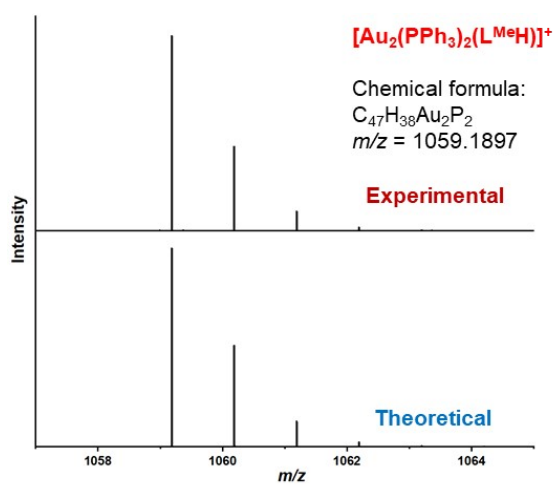 [Au₂(PPh₃)₂(LᴹᵉH)]⁺
Chemical formula:
C₄₇H₃₈Au₂P₂
m/z = 1059.1897
Experimental
Intensity
Theoretical
1058 1060 1062 1064
m/z